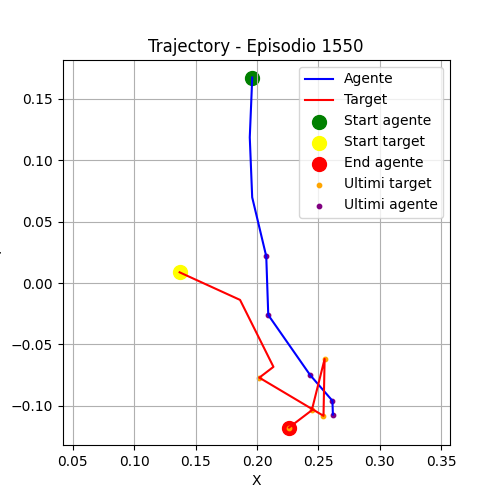 Trajectory - Episodio 1550
Agente
Target
Start agente
Start target
End agente
Ultimi target
Ultimi agente
0.15
0.10
0.05
0.00
−0.05
−0.10
0.05 0.10 0.15 0.20 0.25 0.30 0.35
X